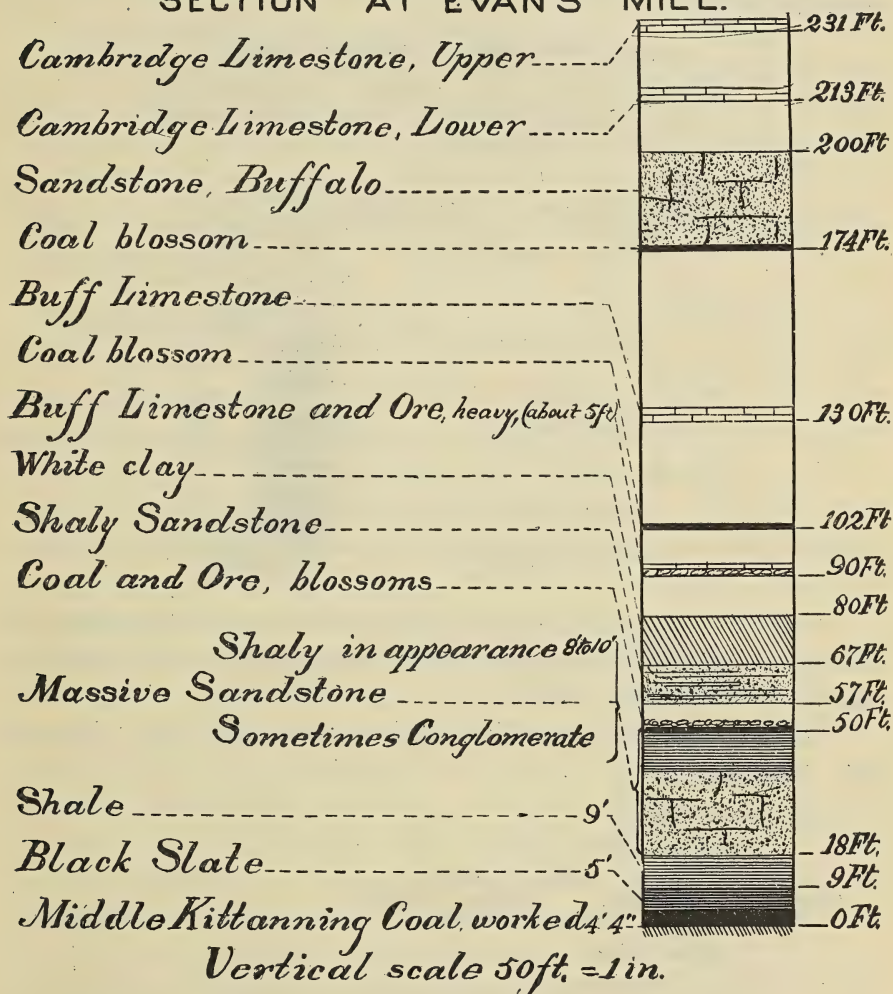 SECTION AT EVAN'S MILL.
231 Ft.
Cambridge Limestone, Upper
213 Ft.
Cambridge Limestone, Lower
200 Ft
Sandstone, Buffalo
Coal blossom
174 Ft.
Buff Limestone
Coal blossom
Buff Limestone and Ore, heavy, (about 5ft)
130 Ft.
White clay
Shaly Sandstone
102 Ft
Coal and Ore, blossoms
90 Ft.
80 Ft
Shaly in appearance 8' to 10'
67 Ft.
Massive Sandstone
57 Ft.
Sometimes Conglomerate
50 Ft.
Shale 9'
18 Ft.
Black Slate 5'
9 Ft.
Middle Kittanning Coal, worked 4' 4"
0 Ft.
Vertical scale 50 ft. = 1 in.